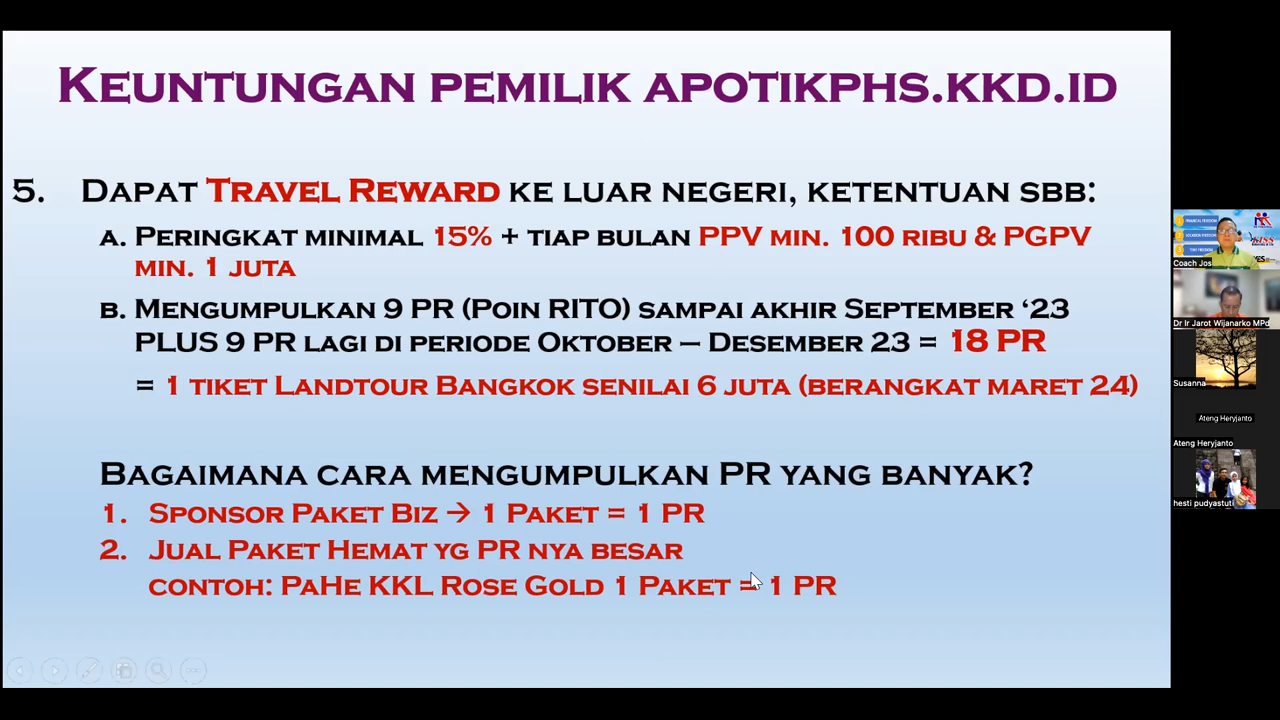 Keuntungan pemilik apotikphs.kkd.id
5. Dapat Travel Reward ke luar negeri, ketentuan sbb:
a. Peringkat minimal 15% + tiap bulan PPV min. 100 ribu & PGPV
min. 1 juta
b. Mengumpulkan 9 PR (Poin RITO) sampai akhir September ‘23
PLUS 9 PR lagi di periode Oktober – Desember 23 = 18 PR
= 1 tiket Landtour Bangkok senilai 6 juta (berangkat Maret 24)
Bagaimana cara mengumpulkan PR yang banyak?
1. Sponsor Paket Biz → 1 Paket = 1 PR
2. Jual Paket Hemat yg PR nya besar
contoh: PaHe KKL Rose Gold 1 Paket = 1 PR
Coach Jos
Dr Ir Jarot Wijanarko MPd
Susanna
Ateng Heryjanto
Ateng Heryjanto
hesti pudyastuti